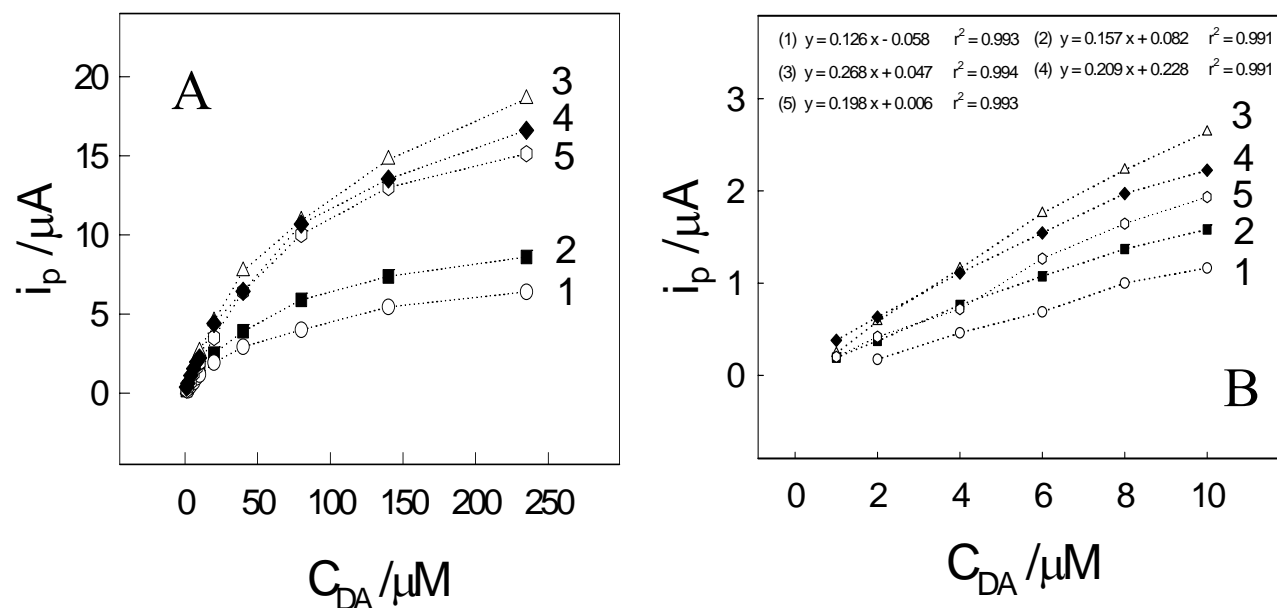 A
20
15
10
5
0
i_p /μA
3
4
5
2
1
0 50 100 150 200 250
C_DA /μM
(1) y = 0.126 x - 0.058 r² = 0.993 (2) y = 0.157 x + 0.082 r² = 0.991
(3) y = 0.268 x + 0.047 r² = 0.994 (4) y = 0.209 x + 0.228 r² = 0.991
(5) y = 0.198 x + 0.006 r² = 0.993
3
2
1
0
i_p /μA
3
4
5
2
1
B
0 2 4 6 8 10
C_DA /μM